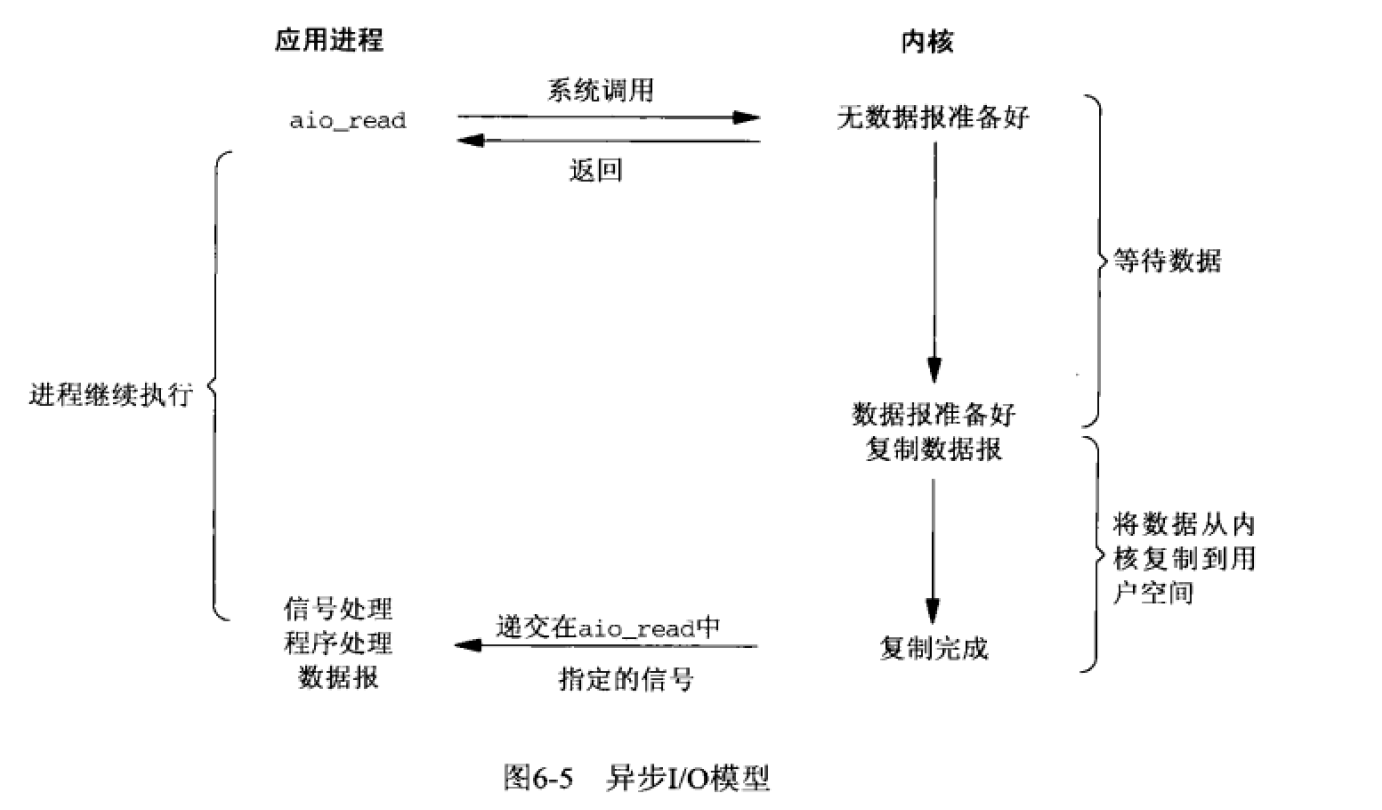 应用进程
内核
系统调用
aio_read
无数据报准备好
返回
等待数据
进程继续执行
数据报准备好
复制数据报
将数据从内
核复制到用
户空间
信号处理
程序处理
数据报
递交在aio_read中
指定的信号
复制完成
图6-5 异步I/O模型